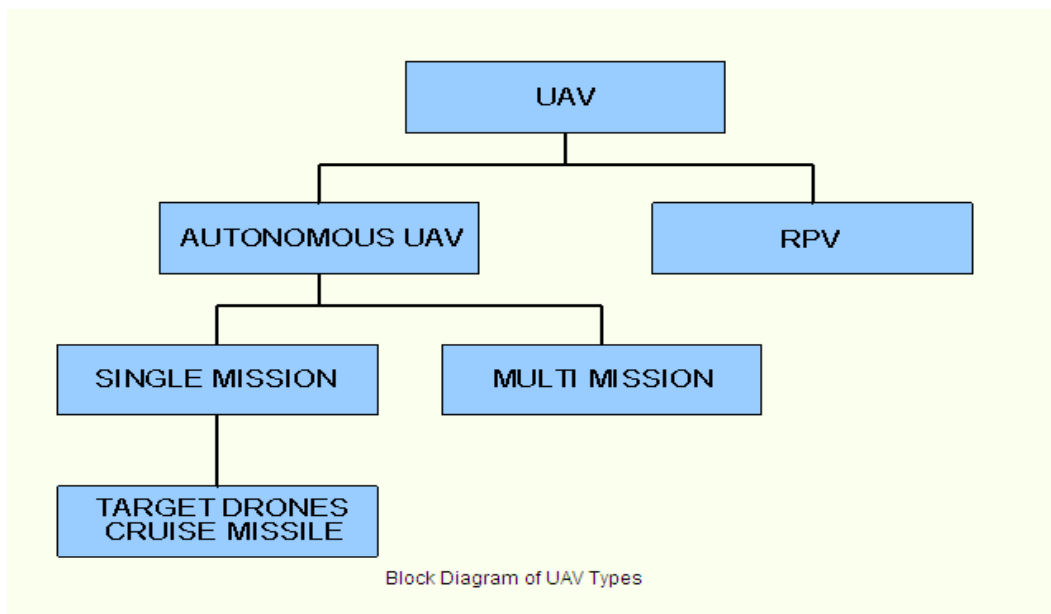 UAV
AUTONOMOUS UAV
RPV
SINGLE MISSION
MULTI MISSION
TARGET DRONES
CRUISE MISSILE
Block Diagram of UAV Types